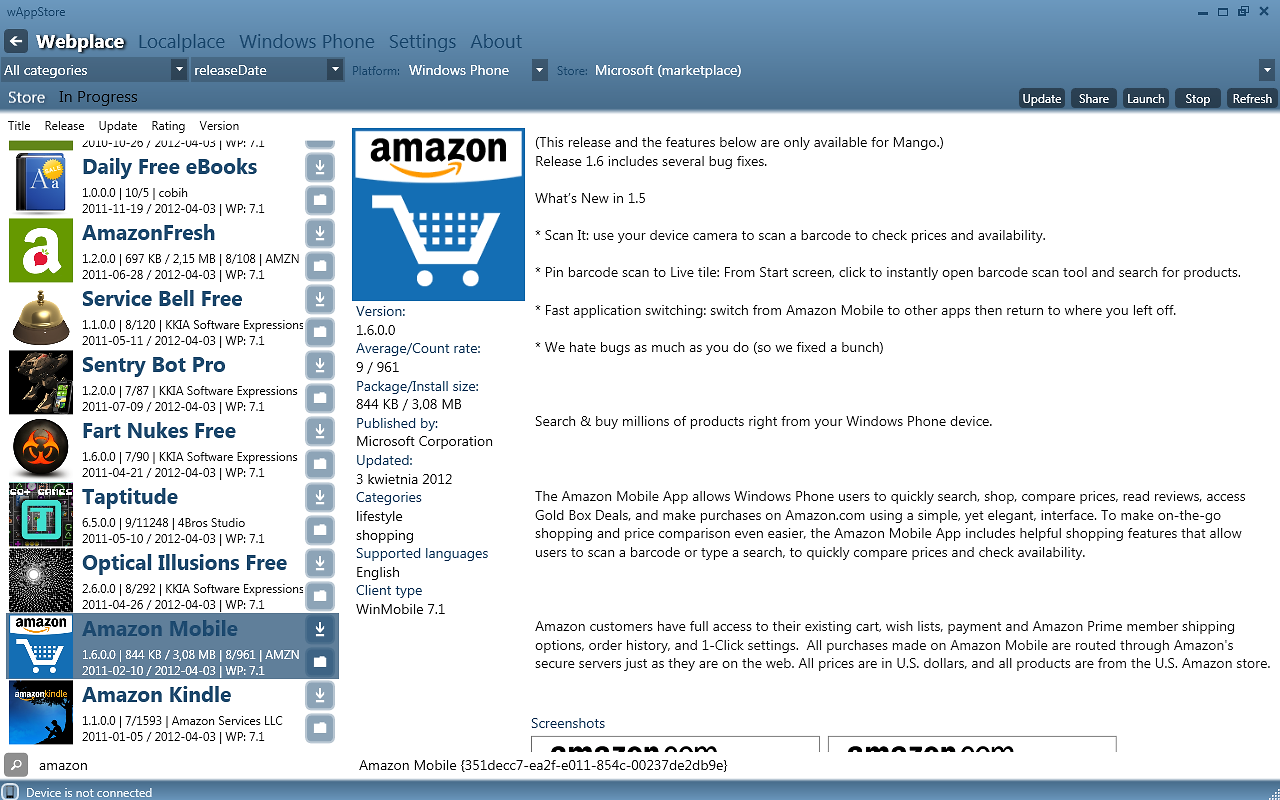 wAppStore
Webplace Localplace Windows Phone Settings About
All categories releaseDate Platform: Windows Phone Store: Microsoft (marketplace)
Store In Progress Update Share Launch Stop Refresh
Title Release Update Rating Version
2010-10-26 / 2012-04-03 | WP: 7.1
Daily Free eBooks
1.0.0.0 | 10/5 | cobih
2011-11-19 / 2012-04-03 | WP: 7.1
AmazonFresh
1.2.0.0 | 697 KB / 2,15 MB | 8/108 | AMZN
2011-06-28 / 2012-04-03 | WP: 7.1
Service Bell Free
1.1.0.0 | 8/120 | KKIA Software Expressions
2011-05-11 / 2012-04-03 | WP: 7.1
Sentry Bot Pro
1.2.0.0 | 7/87 | KKIA Software Expressions
2011-07-09 / 2012-04-03 | WP: 7.1
Fart Nukes Free
1.6.0.0 | 7/90 | KKIA Software Expressions
2011-04-21 / 2012-04-03 | WP: 7.1
Taptitude
6.5.0.0 | 9/11248 | 4Bros Studio
2011-05-10 / 2012-04-03 | WP: 7.1
Optical Illusions Free
2.6.0.0 | 8/292 | KKIA Software Expressions
2011-04-26 / 2012-04-03 | WP: 7.1
amazon
Amazon Mobile
1.6.0.0 | 844 KB / 3,08 MB | 8/961 | AMZN
2011-02-10 / 2012-04-03 | WP: 7.1
amazonkindle
Amazon Kindle
1.1.0.0 | 7/1593 | Amazon Services LLC
2011-01-05 / 2012-04-03 | WP: 7.1
amazon
Version:
1.6.0.0
Average/Count rate:
9 / 961
Package/Install size:
844 KB / 3,08 MB
Published by:
Microsoft Corporation
Updated:
3 kwietnia 2012
Categories
lifestyle
shopping
Supported languages
English
Client type
WinMobile 7.1
(This release and the features below are only available for Mango.)
Release 1.6 includes several bug fixes.
What's New in 1.5
* Scan It: use your device camera to scan a barcode to check prices and availability.
* Pin barcode scan to Live tile: From Start screen, click to instantly open barcode scan tool and search for products.
* Fast application switching: switch from Amazon Mobile to other apps then return to where you left off.
* We hate bugs as much as you do (so we fixed a bunch)
Search & buy millions of products right from your Windows Phone device.
The Amazon Mobile App allows Windows Phone users to quickly search, shop, compare prices, read reviews, access
Gold Box Deals, and make purchases on Amazon.com using a simple, yet elegant, interface. To make on-the-go
shopping and price comparison even easier, the Amazon Mobile App includes helpful shopping features that allow
users to scan a barcode or type a search, to quickly compare prices and check availability.
Amazon customers have full access to their existing cart, wish lists, payment and Amazon Prime member shipping
options, order history, and 1-Click settings. All purchases made on Amazon Mobile are routed through Amazon's
secure servers just as they are on the web. All prices are in U.S. dollars, and all products are from the U.S. Amazon store.
Screenshots
amazon.com amazon.com
amazon Amazon Mobile {351decc7-ea2f-e011-854c-00237de2db9e}
Device is not connected